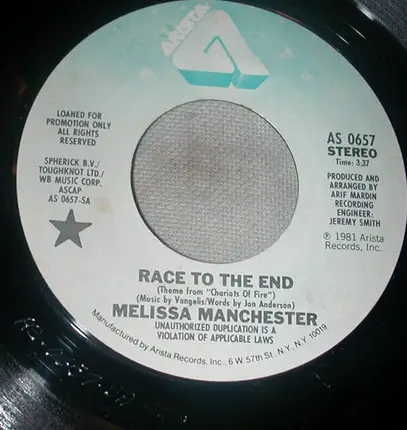 ARISTA
LOANED FOR
PROMOTION ONLY
ALL RIGHTS
RESERVED
SPHERICK B.V./
TOUGHKNOT LTD./
WB MUSIC CORP.
ASCAP
AS 0657-SA
AS 0657
STEREO
Time: 3:37
PRODUCED AND
ARRANGED BY
ARIF MARDIN
RECORDING
ENGINEER:
JEREMY SMITH
℗ 1981 Arista
Records, Inc.
RACE TO THE END
(Theme from "Chariots Of Fire")
(Music by Vangelis/Words by Jon Anderson)
MELISSA MANCHESTER
UNAUTHORIZED DUPLICATION IS A
VIOLATION OF APPLICABLE LAWS
Manufactured by Arista Records, Inc., 6 W. 57th St., N.Y., N.Y. 10019